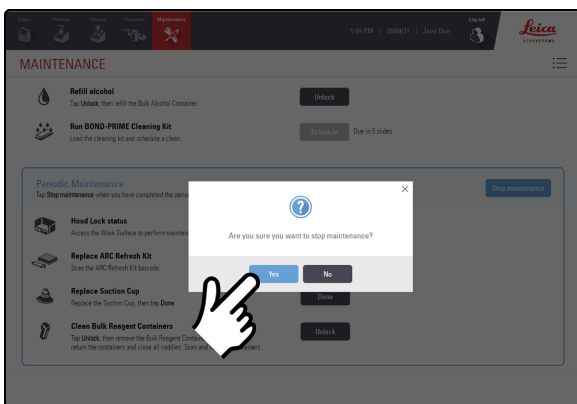 Status
Preload
Unload
Reagents
Maintenance
5:04 PM | 30/09/21 | Jane Doe
Log out
Leica
BIOSYSTEMS
MAINTENANCE
Refill alcohol
Tap Unlock, then refill the Bulk Alcohol Container.
Unlock
Run BOND-PRIME Cleaning Kit
Load the cleaning kit and schedule a clean.
Schedule
Due in 5 slides
Periodic Maintenance
Tap Stop maintenance when you have completed the perio
Stop maintenance
Are you sure you want to stop maintenance?
Yes
No
Hood Lock status
Access the Work Surface to perform mainten
Replace ARC Refresh Kit
Scan the ARC Refresh Kit barcode.
Replace Suction Cup
Replace the Suction Cup, then tap Done
Done
Clean Bulk Reagent Containers
Tap Unlock, then remove the Bulk Reagent Contain
return the containers and close all caddies. Scan and
Unlock